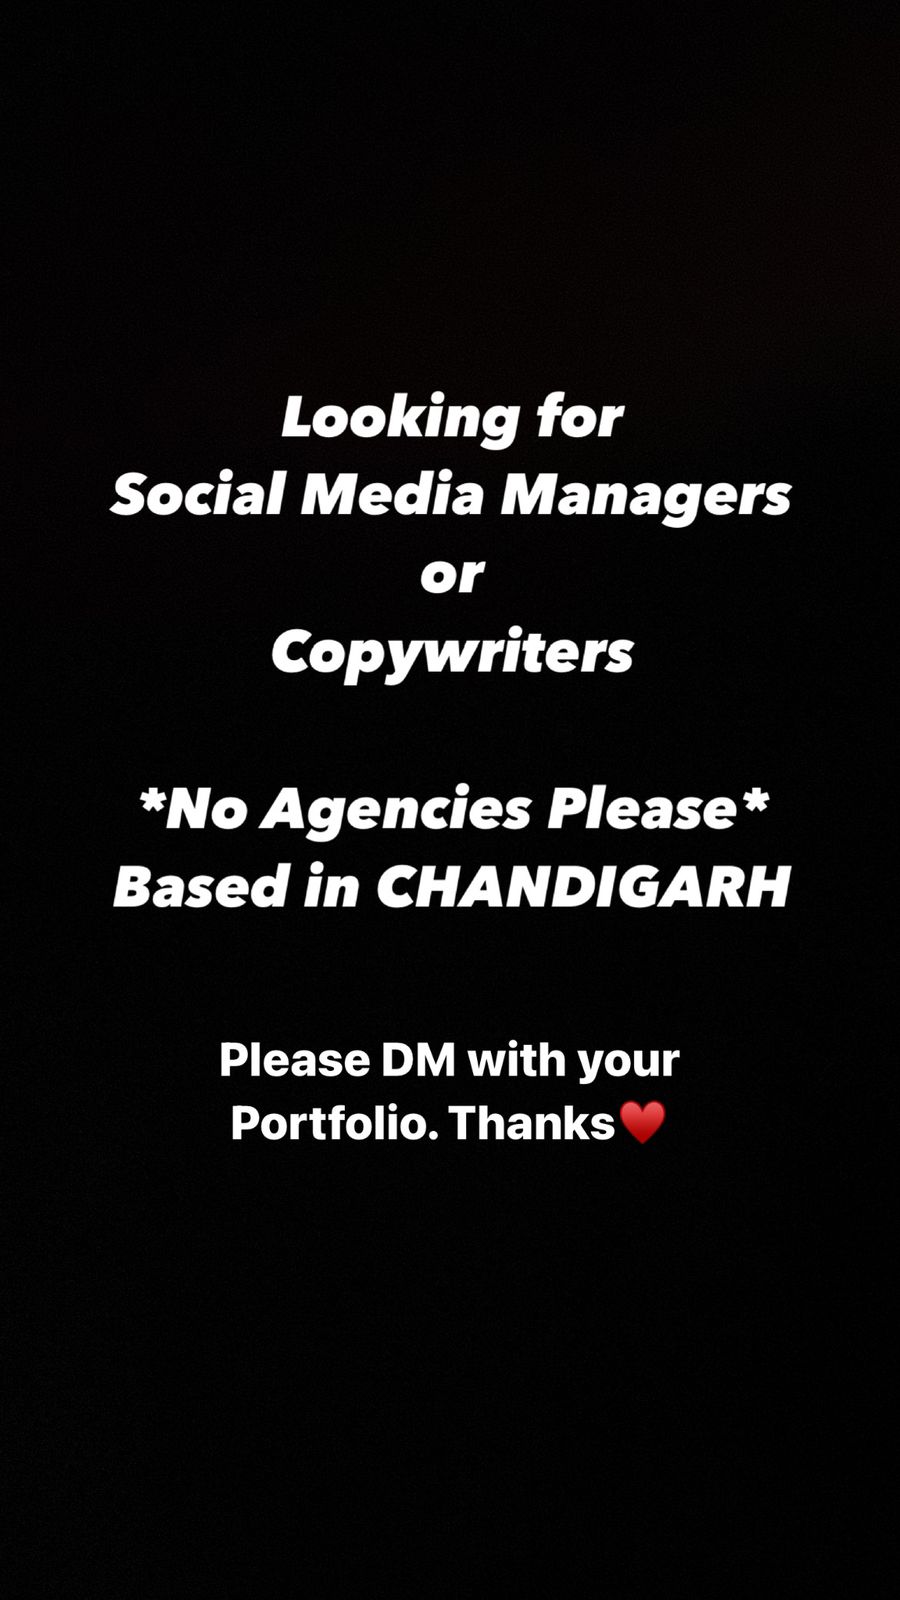 Looking for
Social Media Managers
or
Copywriters
*No Agencies Please*
Based in CHANDIGARH
Please DM with your
Portfolio. Thanks♥️